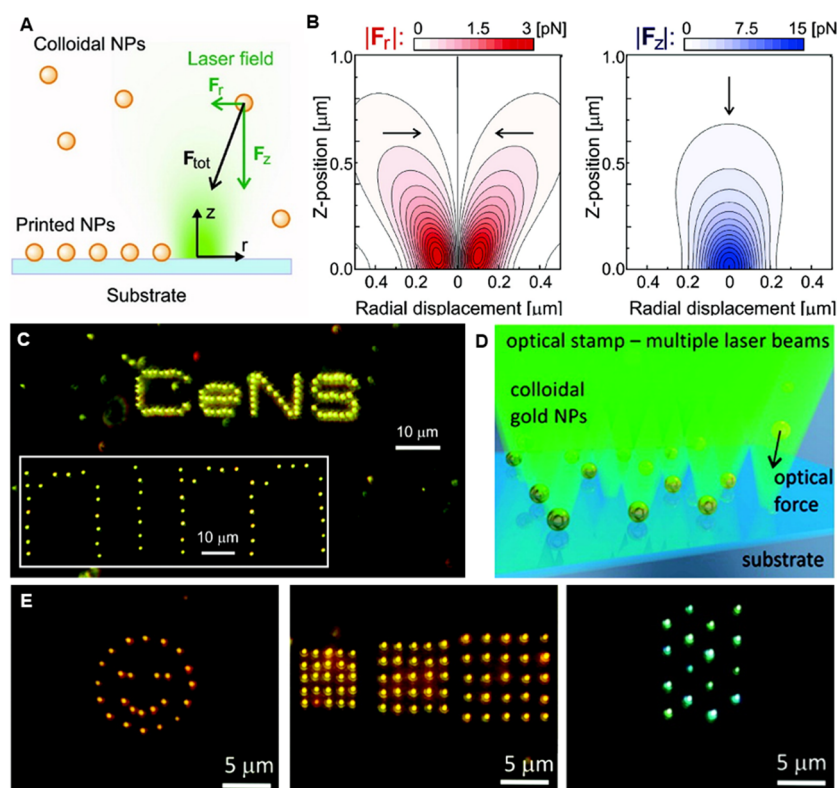 A
Colloidal NPs
Laser field
Fr
Ftot
Fz
Printed NPs
z
r
Substrate
B
|Fr|: 0 1.5 3 [pN]
Z-position [μm]
1.0
0.5
0.0
0.4 0.2 0 0.2 0.4
Radial displacement [μm]
|Fz|: 0 7.5 15 [pN
Z-position [μm]
1.0
0.5
0.0
0.4 0.2 0 0.2 0.4
Radial displacement [μm]
C
CeNS
10 μm
10 μm
D
optical stamp – multiple laser beams
colloidal
gold NPs
optical
force
substrate
E
5 μm
5 μm
5 μm